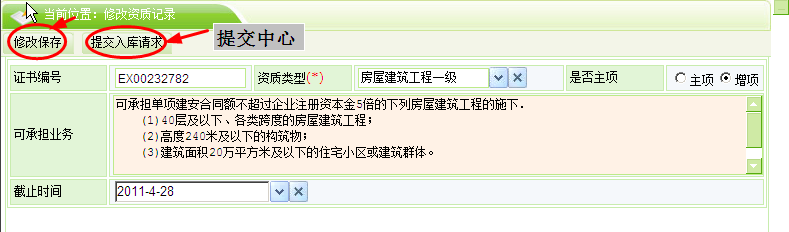 当前位置：修改资质记录
修改保存 提交入库请求 提交中心
证书编号 EX00232782 资质类型(*) 房屋建筑工程一级 是否主项 主项 增项
可承担业务
可承担单项建安合同额不超过企业注册资本金5倍的下列房屋建筑工程的施下.
(1)40层及以下、各类跨度的房屋建筑工程；
(2)高度240米及以下的构筑物；
(3)建筑面积20万平方米及以下的住宅小区或建筑群体。
截止时间 2011-4-28